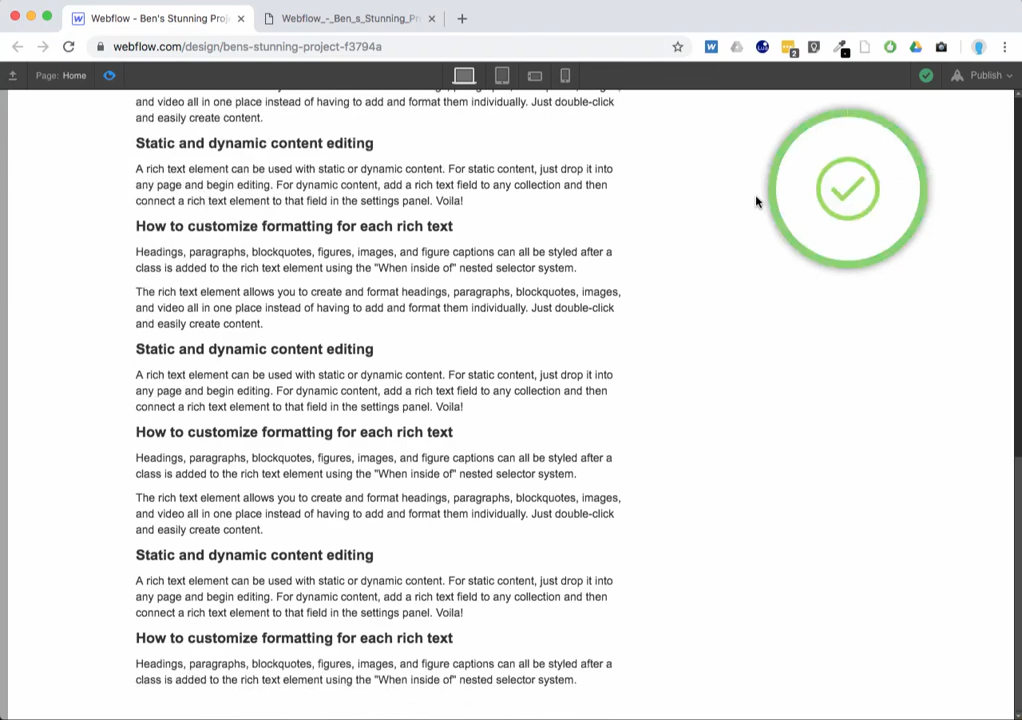 Webflow - Ben's Stunning Proj
Webflow_-_Ben_s_Stunning_Pr
webflow.com/design/bens-stunning-project-f3794a
Page: Home
Publish
and video all in one place instead of having to add and format them individually. Just double-click
and easily create content.
Static and dynamic content editing
A rich text element can be used with static or dynamic content. For static content, just drop it into
any page and begin editing. For dynamic content, add a rich text field to any collection and then
connect a rich text element to that field in the settings panel. Voila!
How to customize formatting for each rich text
Headings, paragraphs, blockquotes, figures, images, and figure captions can all be styled after a
class is added to the rich text element using the "When inside of" nested selector system.
The rich text element allows you to create and format headings, paragraphs, blockquotes, images,
and video all in one place instead of having to add and format them individually. Just double-click
and easily create content.
Static and dynamic content editing
A rich text element can be used with static or dynamic content. For static content, just drop it into
any page and begin editing. For dynamic content, add a rich text field to any collection and then
connect a rich text element to that field in the settings panel. Voila!
How to customize formatting for each rich text
Headings, paragraphs, blockquotes, figures, images, and figure captions can all be styled after a
class is added to the rich text element using the "When inside of" nested selector system.
The rich text element allows you to create and format headings, paragraphs, blockquotes, images,
and video all in one place instead of having to add and format them individually. Just double-click
and easily create content.
Static and dynamic content editing
A rich text element can be used with static or dynamic content. For static content, just drop it into
any page and begin editing. For dynamic content, add a rich text field to any collection and then
connect a rich text element to that field in the settings panel. Voila!
How to customize formatting for each rich text
Headings, paragraphs, blockquotes, figures, images, and figure captions can all be styled after a
class is added to the rich text element using the "When inside of" nested selector system.